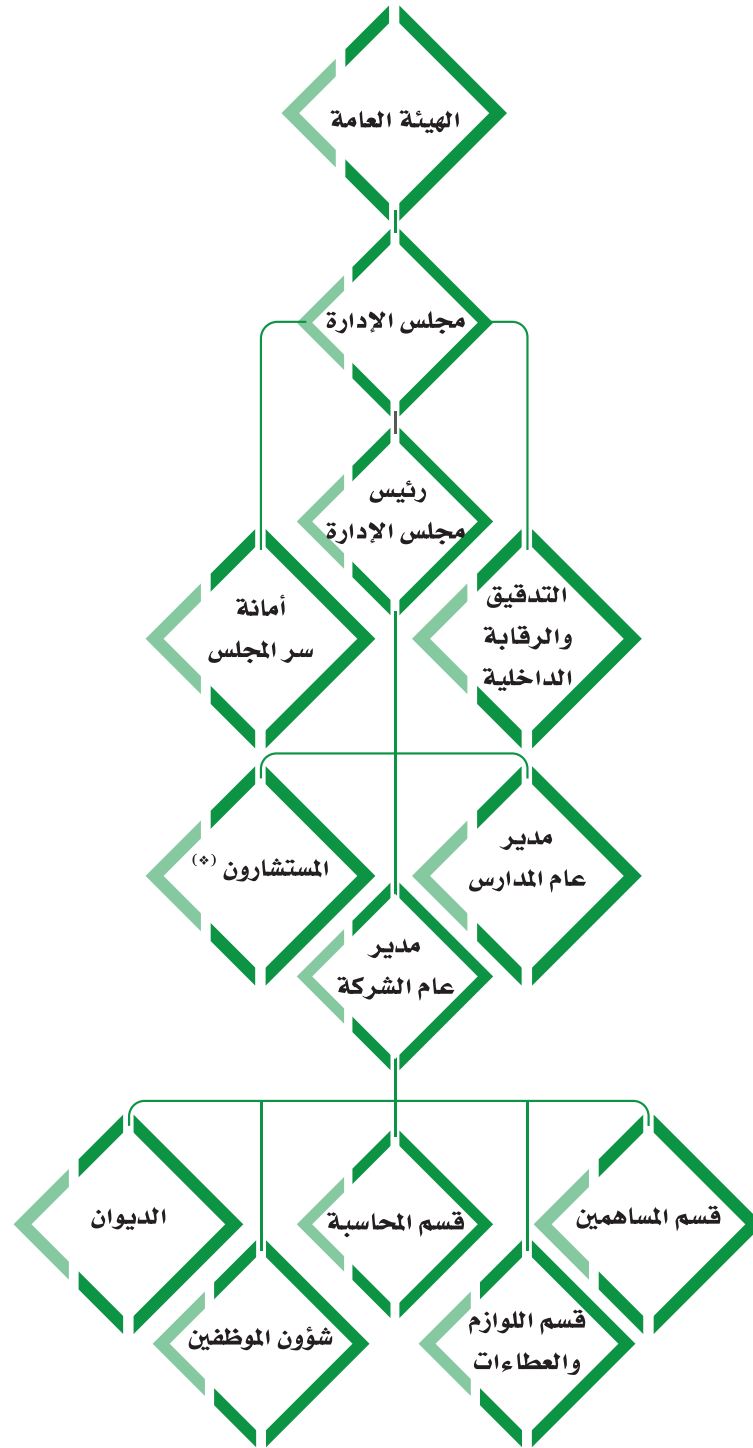 الهيئة العامة
مجلس الإدارة
رئيس
مجلس الإدارة
التدقيق
والرقابة
الداخلية
أمانة
سر المجلس
مدير
عام المدارس
المستشارون (❖)
مدير
عام الشركة
قسم المساهمين
قسم المحاسبة
الديوان
قسم اللوازم
والعطاءات
شؤون الموظفين